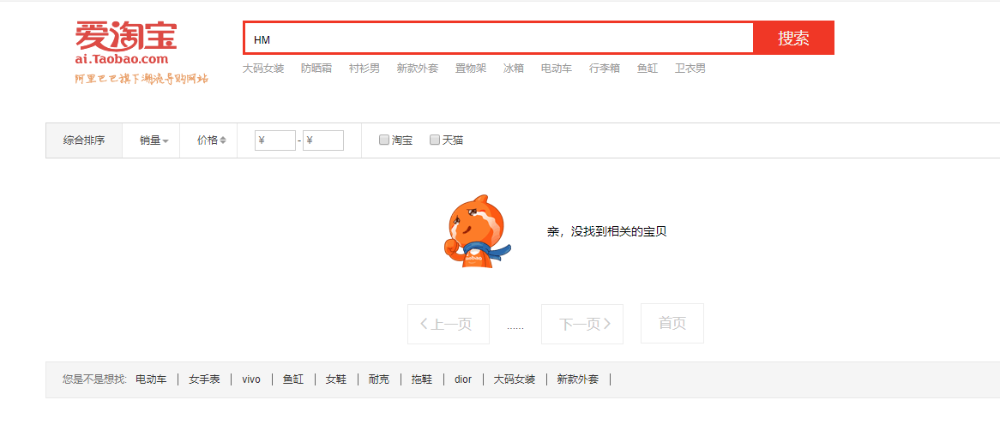 爱淘宝
ai.Taobao.com
阿里巴巴旗下潮流导购网站
HM
搜索
大码女装 防晒霜 衬衫男 新款外套 置物架 冰箱 电动车 行李箱 鱼缸 卫衣男
综合排序 销量 价格 ¥ - ¥ 淘宝 天猫
亲，没找到相关的宝贝
上一页 ...... 下一页 首页
您是不是想找: 电动车 | 女手表 | vivo | 鱼缸 | 女鞋 | 耐克 | 拖鞋 | dior | 大码女装 | 新款外套 |